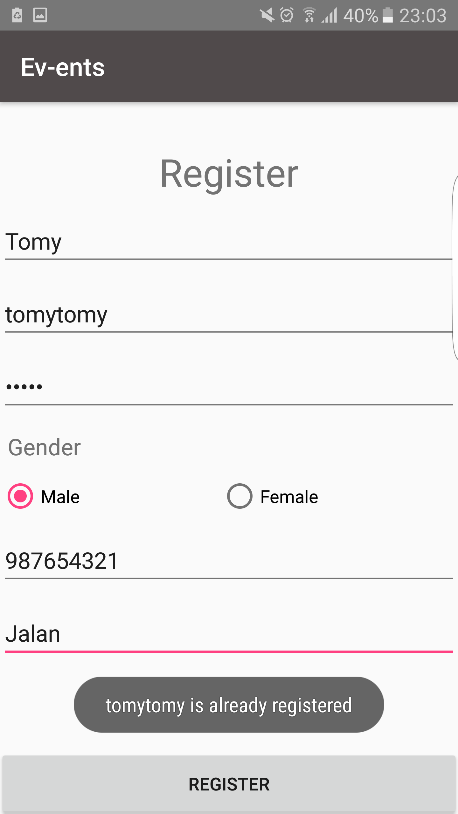 40% 23:03
Ev-ents
Register
Tomy
tomytomy
•••••
Gender
Male Female
987654321
Jalan
tomytomy is already registered
REGISTER